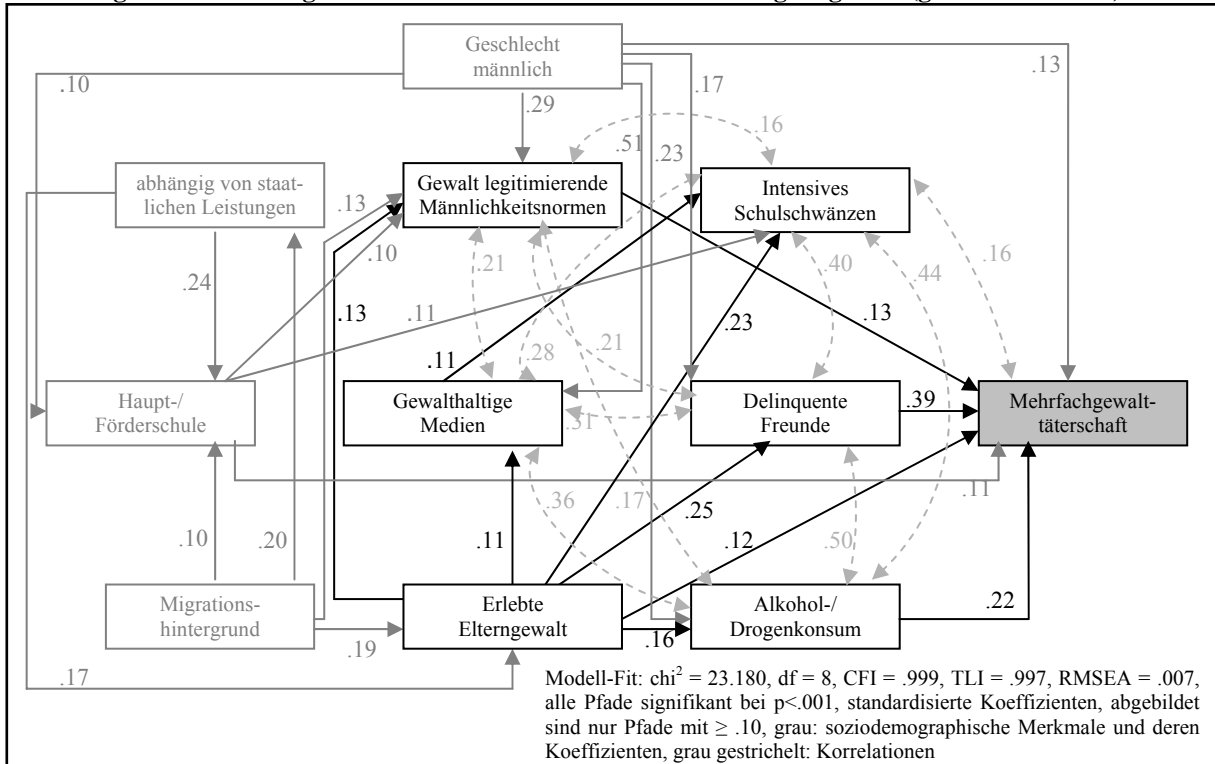 Geschlecht
männlich
.10
.13
.17
.29
.16
.51
.23
abhängig von staat-
lichen Leistungen
.13
Gewalt legitimierende
Männlichkeitsnormen
Intensives
Schulschwänzen
.10
.24
.21
.40
.44
.16
.13
.11
.23
.13
.11
.28
.21
Haupt-/
Förderschule
Gewalthaltige
Medien
.31
Delinquente
Freunde
.39
Mehrfachgewalt-
täterschaft
.36
.17
.25
.11
.10
.20
.11
.12
.50
Migrations-
hintergrund
Erlebte
Elterngewalt
Alkohol-/
Drogenkonsum
.22
.19
.16
.17
Modell-Fit: chi² = 23.180, df = 8, CFI = .999, TLI = .997, RMSEA = .007,
alle Pfade signifikant bei p<.001, standardisierte Koeffizienten, abgebildet
sind nur Pfade mit ≥ .10, grau: soziodemographische Merkmale und deren
Koeffizienten, grau gestrichelt: Korrelationen